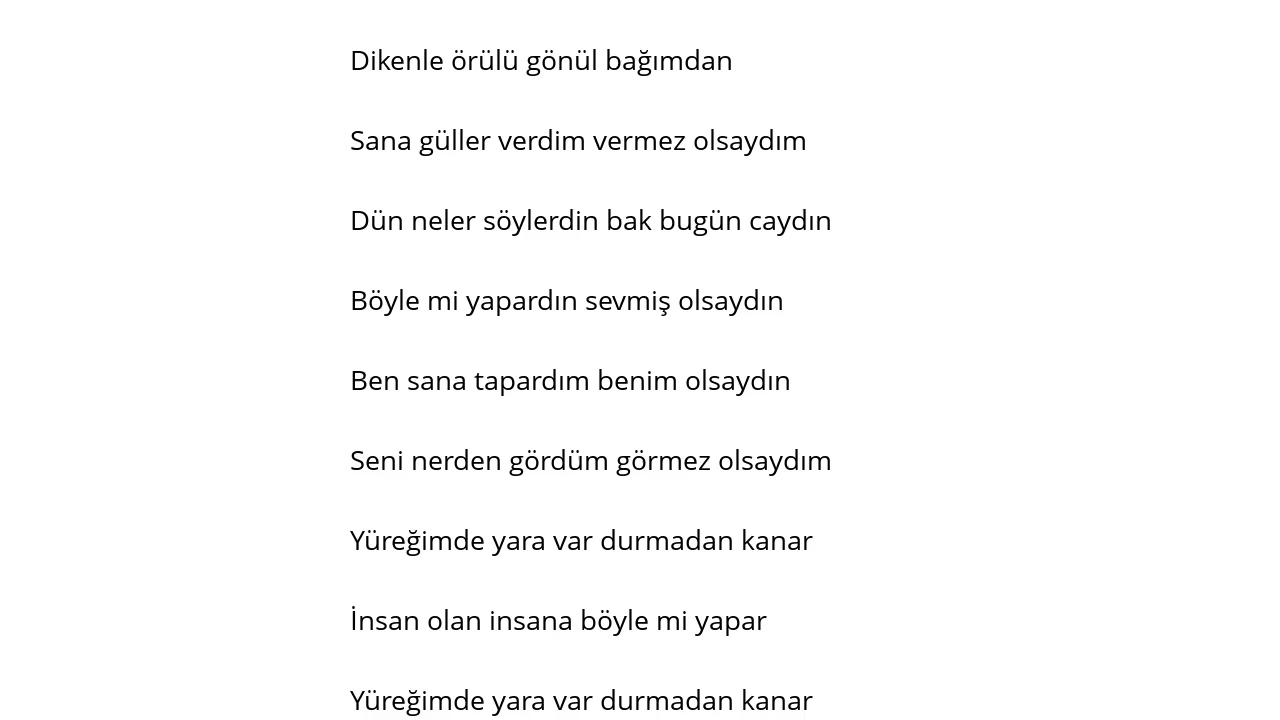 Dikenle örülü gönül bağımdan
Sana güller verdim vermez olsaydım
Dün neler söylerdin bak bugün caydın
Böyle mi yapardın sevmiş olsaydın
Ben sana tapardım benim olsaydın
Seni nerden gördüm görmez olsaydım
Yüreğimde yara var durmadan kanar
İnsan olan insana böyle mi yapar
Yüreğimde yara var durmadan kanar